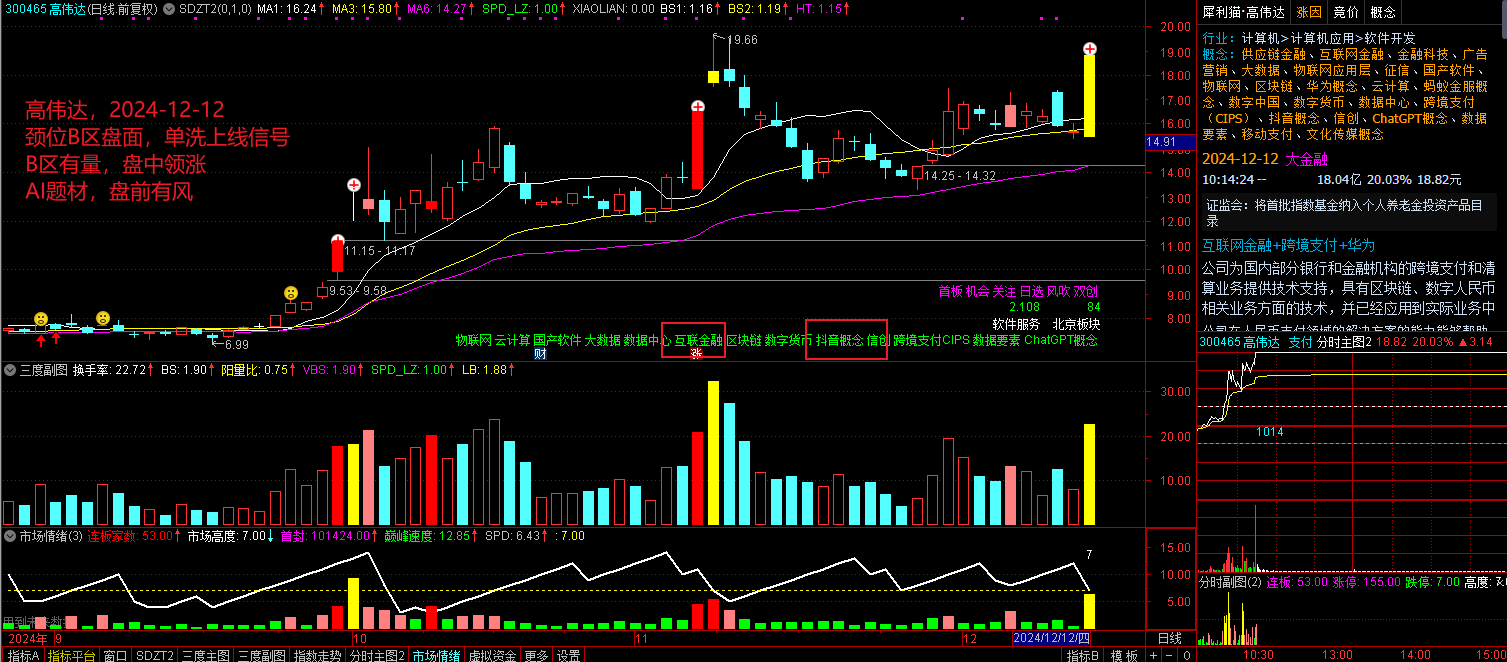 300465 高伟达(日线.前复权) SDZT2(0,1,0) MA1: 16.24↑ MA3: 15.80↑ MA6: 14.27↑ SPD_LZ: 1.00↑ XIAOLIAN: 0.00 BS1: 1.16↑ BS2: 1.19↑ HT: 1.15↑
高伟达，2024-12-12
颈位B区盘面，单洗上线信号
B区有量，盘中领涨
AI题材，盘前有风
19.66
14.25 - 14.32
11.15 - 11.17
9.53 - 9.58
6.99
20.00
19.00
18.00
17.00
16.00
14.91
14.00
13.00
12.00
11.00
10.00
9.00
8.00
首板 机会 关注 日选 风吹 双创
2.108 84
软件服务 北京板块
物联网 云计算 国产软件 大数据 数据中心 互联金融 区块链 数字货币 抖音概念 信创 跨境支付CIPS 数据要素 ChatGPT概念
财 涨
三度副图 换手率: 22.72↑ BS: 1.90↑ 阳量比: 0.75↑ VBS: 1.90↑ SPD_LZ: 1.00↑ LB: 1.88↑
30.00
20.00
10.00
市场情绪(3) 连板家数: 53.00↑ 市场高度: 7.00↓ 首封: 101424.00↑ 巅峰速度: 12.85↑ SPD: 6.43↑ : 7.00
7
15.00
10.00
5.00
2024年 9 10 11 12 2024/12/12/四 日线
指标A 指标平台 窗口 SDZT2 三度主图 三度副图 指数走势 分时主图2 市场情绪 虚拟资金 更多 设置 指标B 模板 + - 0
犀利猫·高伟达 涨因 竞价 概念
行业: 计算机>计算机应用>软件开发
概念: 供应链金融、互联网金融、金融科技、广告
营销、大数据、物联网应用层、征信、国产软件、
物联网、区块链、华为概念、云计算、蚂蚁金服概
念、数字中国、数字货币、数据中心、跨境支付
（CIPS）、抖音概念、信创、ChatGPT概念、数据
要素、移动支付、文化传媒概念
2024-12-12 大金融
10:14:24 -- 18.04亿 20.03% 18.82元
证监会：将首批指数基金纳入个人养老金投资产品目
录
互联网金融+跨境支付+华为
公司为国内部分银行和金融机构的跨境支付和清
算业务提供技术支持，具有区块链、数字人民币
相关业务方面的技术，并已经应用到实际业务中
300465 高伟达 支付 分时主图2 18.82 20.03% ▲3.14
1014
分时副图(2) 连板: 53.00 涨停: 155.00 跌停: 7.00 高度: 7.0
10:30 13:00 14:00 15:00